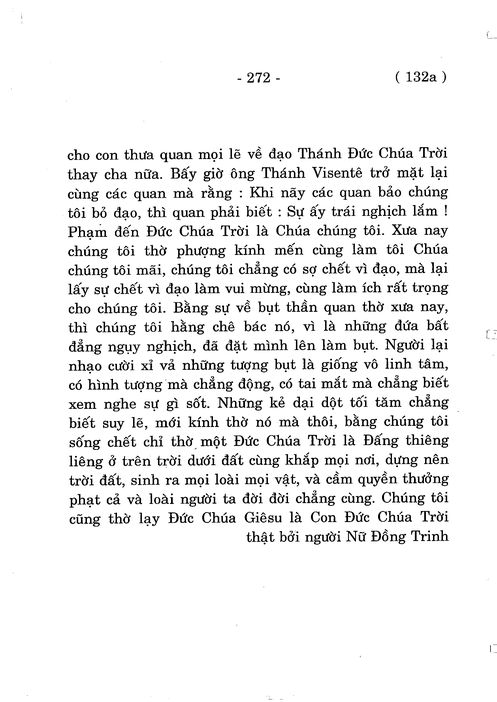 - 272 - ( 132a )
cho con thưa quan mọi lẽ về đạo Thánh Đức Chúa Trời
thay cha nữa. Bấy giờ ông Thánh Visentê trở mặt lại
cùng các quan mà rằng : Khi nãy các quan bảo chúng
tôi bỏ đạo, thì quan phải biết : Sự ấy trái nghịch lắm !
Phạm đến Đức Chúa Trời là Chúa chúng tôi. Xưa nay
chúng tôi thờ phượng kính mến cùng làm tôi Chúa
chúng tôi mãi, chúng tôi chẳng có sợ chết vì đạo, mà lại
lấy sự chết vì đạo làm vui mừng, cùng làm ích rất trọng
cho chúng tôi. Bằng sự về bụt thần quan thờ xưa nay,
thì chúng tôi hằng chê bác nó, vì là những đứa bất
đẳng ngụy nghịch, đã đặt mình lên làm bụt. Người lại
nhạo cười xỉ vả những tượng bụt là giống vô linh tâm,
có hình tượng mà chẳng động, có tai mắt mà chẳng biết
xem nghe sự gì sốt. Những kẻ dại dột tối tăm chẳng
biết suy lẽ, mới kính thờ nó mà thôi, bằng chúng tôi
sống chết chỉ thờ một Đức Chúa Trời là Đấng thiêng
liêng ở trên trời dưới đất cùng khắp mọi nơi, dựng nên
trời đất, sinh ra mọi loài mọi vật, và cầm quyền thưởng
phạt cả và loài người ta đời đời chẳng cùng. Chúng tôi
cũng thờ lạy Đức Chúa Giêsu là Con Đức Chúa Trời
thật bởi người Nữ Đồng Trinh